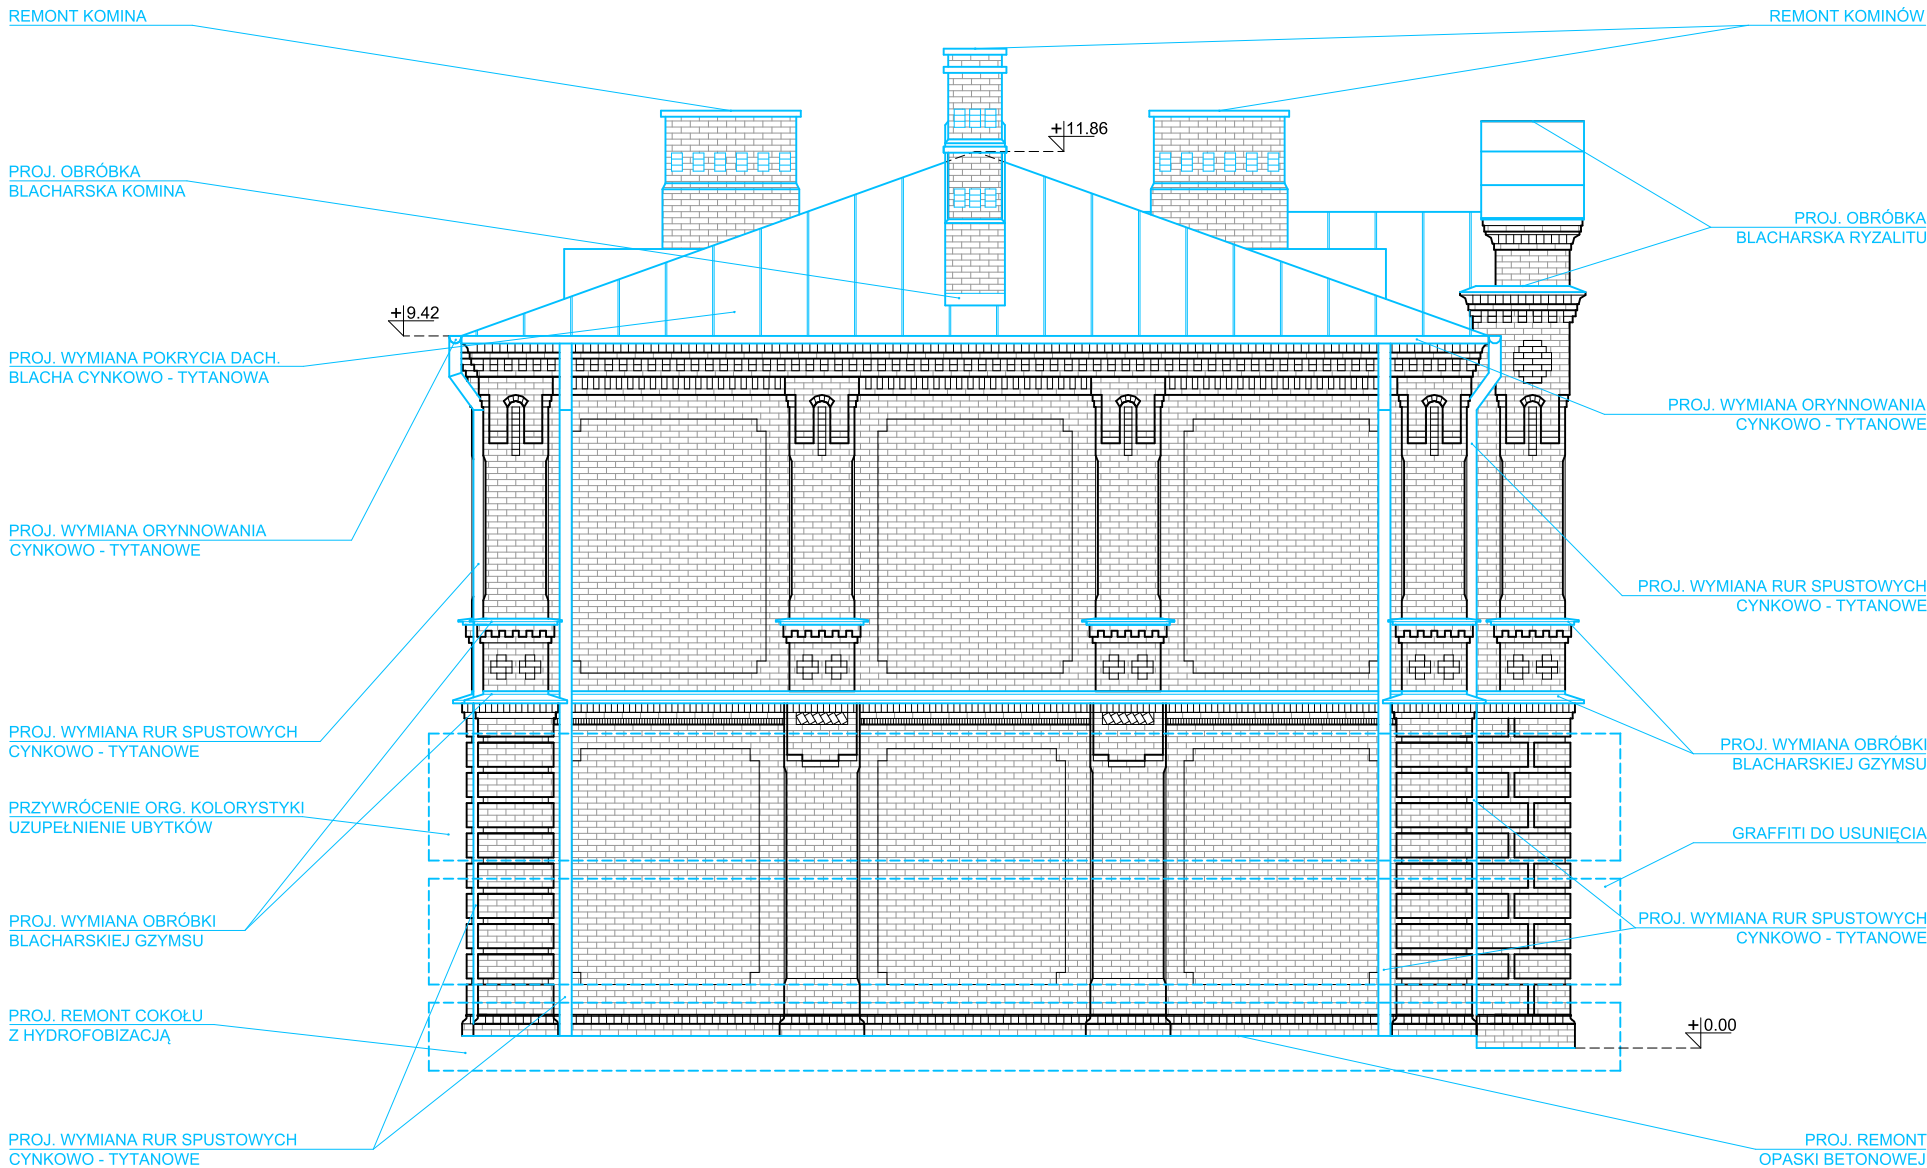 REMONT KOMINA
REMONT KOMINÓW
+11.86
PROJ. OBRÓBKA
BLACHARSKA KOMINA
PROJ. OBRÓBKA
BLACHARSKA RYZALITU
+9.42
PROJ. WYMIANA POKRYCIA DACH.
BLACHA CYNKOWO - TYTANOWA
PROJ. WYMIANA ORYNNOWANIA
CYNKOWO - TYTANOWE
PROJ. WYMIANA ORYNNOWANIA
CYNKOWO - TYTANOWE
PROJ. WYMIANA RUR SPUSTOWYCH
CYNKOWO - TYTANOWE
PROJ. WYMIANA RUR SPUSTOWYCH
CYNKOWO - TYTANOWE
PROJ. WYMIANA OBRÓBKI
BLACHARSKIEJ GZYMSU
PRZYWRÓCENIE ORG. KOLORYSTYKI
UZUPEŁNIENIE UBYTKÓW
GRAFFITI DO USUNIĘCIA
PROJ. WYMIANA OBRÓBKI
BLACHARSKIEJ GZYMSU
PROJ. WYMIANA RUR SPUSTOWYCH
CYNKOWO - TYTANOWE
PROJ. REMONT COKOŁU
Z HYDROFOBIZACJĄ
+0.00
PROJ. WYMIANA RUR SPUSTOWYCH
CYNKOWO - TYTANOWE
PROJ. REMONT
OPASKI BETONOWEJ